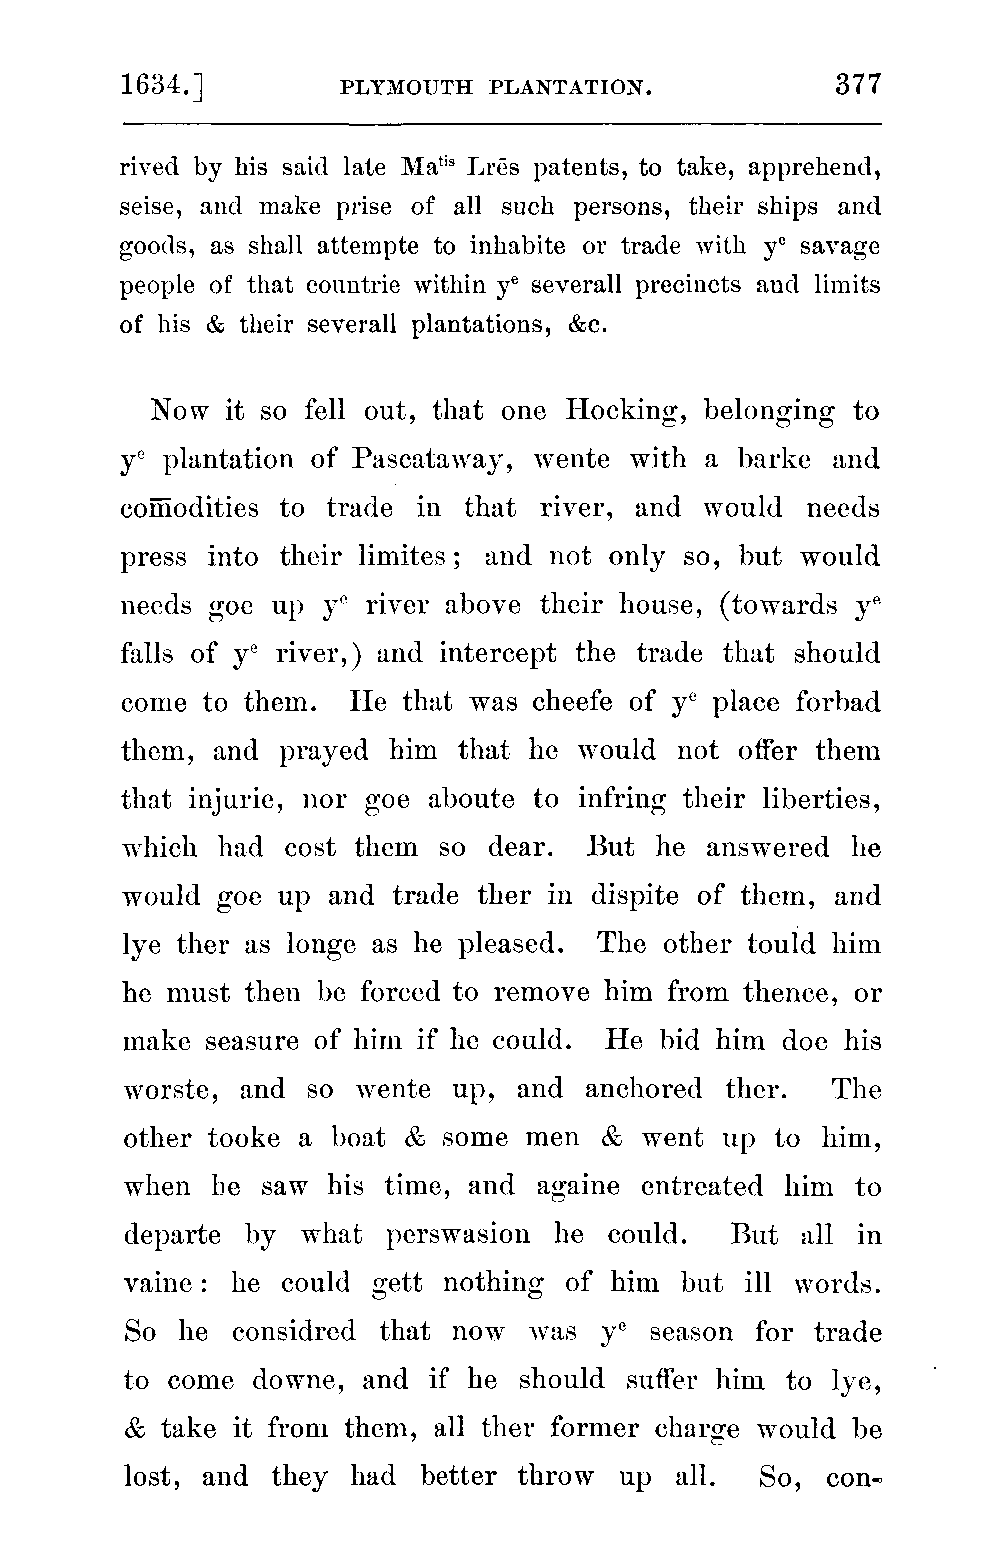 1634.] PLYMOUTH PLANTATION. 377
rived by his said late Maᵗⁱˢ Lrēs patents, to take, apprehend,
seise, and make prise of all such persons, their ships and
goods, as shall attempte to inhabite or trade with yᵉ savage
people of that countrie within yᵉ severall precincts and limits
of his & their severall plantations, &c.
Now it so fell out, that one Hocking, belonging to
yᵉ plantation of Pascataway, wente with a barke and
com̅odities to trade in that river, and would needs
press into their limites; and not only so, but would
needs goe up yᵉ river above their house, (towards yᵉ
falls of yᵉ river,) and intercept the trade that should
come to them. He that was cheefe of yᵉ place forbad
them, and prayed him that he would not offer them
that injurie, nor goe aboute to infring their liberties,
which had cost them so dear. But he answered he
would goe up and trade ther in dispite of them, and
lye ther as longe as he pleased. The other tould him
he must then be forced to remove him from thence, or
make seasure of him if he could. He bid him doe his
worste, and so wente up, and anchored ther. The
other tooke a boat & some men & went up to him,
when he saw his time, and againe entreated him to
departe by what perswasion he could. But all in
vaine: he could gett nothing of him but ill words.
So he considred that now was yᵉ season for trade
to come downe, and if he should suffer him to lye,
& take it from them, all ther former charge would be
lost, and they had better throw up all. So, con-